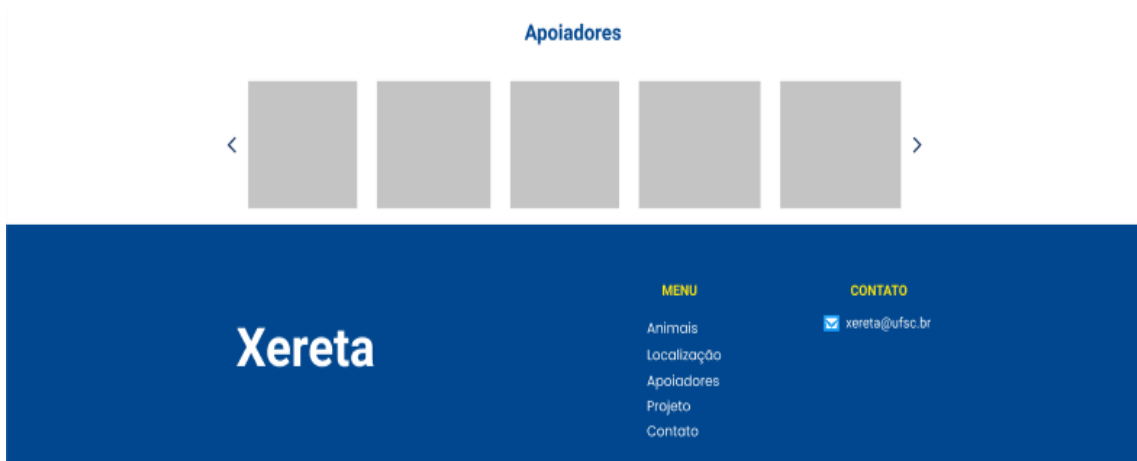 Apoiadores
Xereta
MENU
Animais
Localização
Apoiadores
Projeto
Contato
CONTATO
xereta@ufsc.br